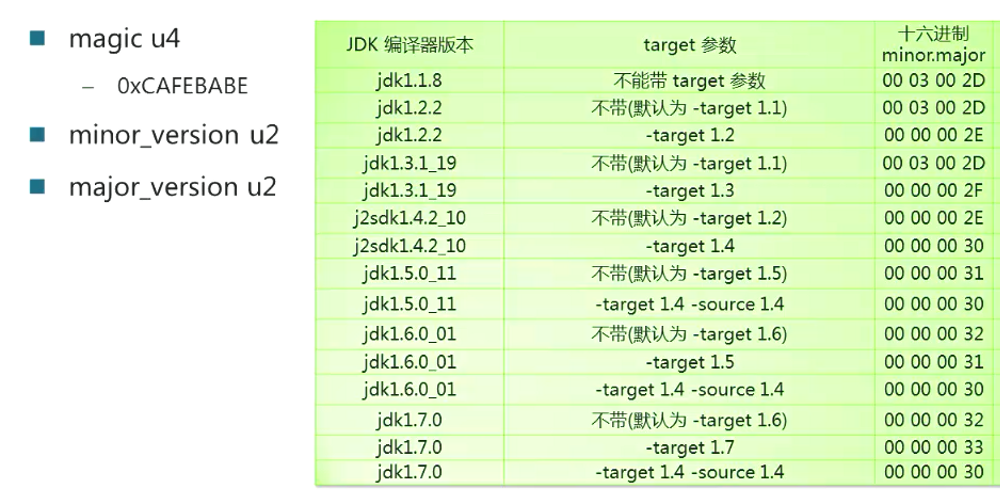 magic u4
– 0xCAFEBABE
minor_version u2
major_version u2
JDK 编译器版本 target 参数 十六进制 minor.major
jdk1.1.8 不能带 target 参数 00 03 00 2D
jdk1.2.2 不带(默认为 -target 1.1) 00 03 00 2D
jdk1.2.2 -target 1.2 00 00 00 2E
jdk1.3.1_19 不带(默认为 -target 1.1) 00 03 00 2D
jdk1.3.1_19 -target 1.3 00 00 00 2F
j2sdk1.4.2_10 不带(默认为 -target 1.2) 00 00 00 2E
j2sdk1.4.2_10 -target 1.4 00 00 00 30
jdk1.5.0_11 不带(默认为 -target 1.5) 00 00 00 31
jdk1.5.0_11 -target 1.4 -source 1.4 00 00 00 30
jdk1.6.0_01 不带(默认为 -target 1.6) 00 00 00 32
jdk1.6.0_01 -target 1.5 00 00 00 31
jdk1.6.0_01 -target 1.4 -source 1.4 00 00 00 30
jdk1.7.0 不带(默认为 -target 1.6) 00 00 00 32
jdk1.7.0 -target 1.7 00 00 00 33
jdk1.7.0 -target 1.4 -source 1.4 00 00 00 30